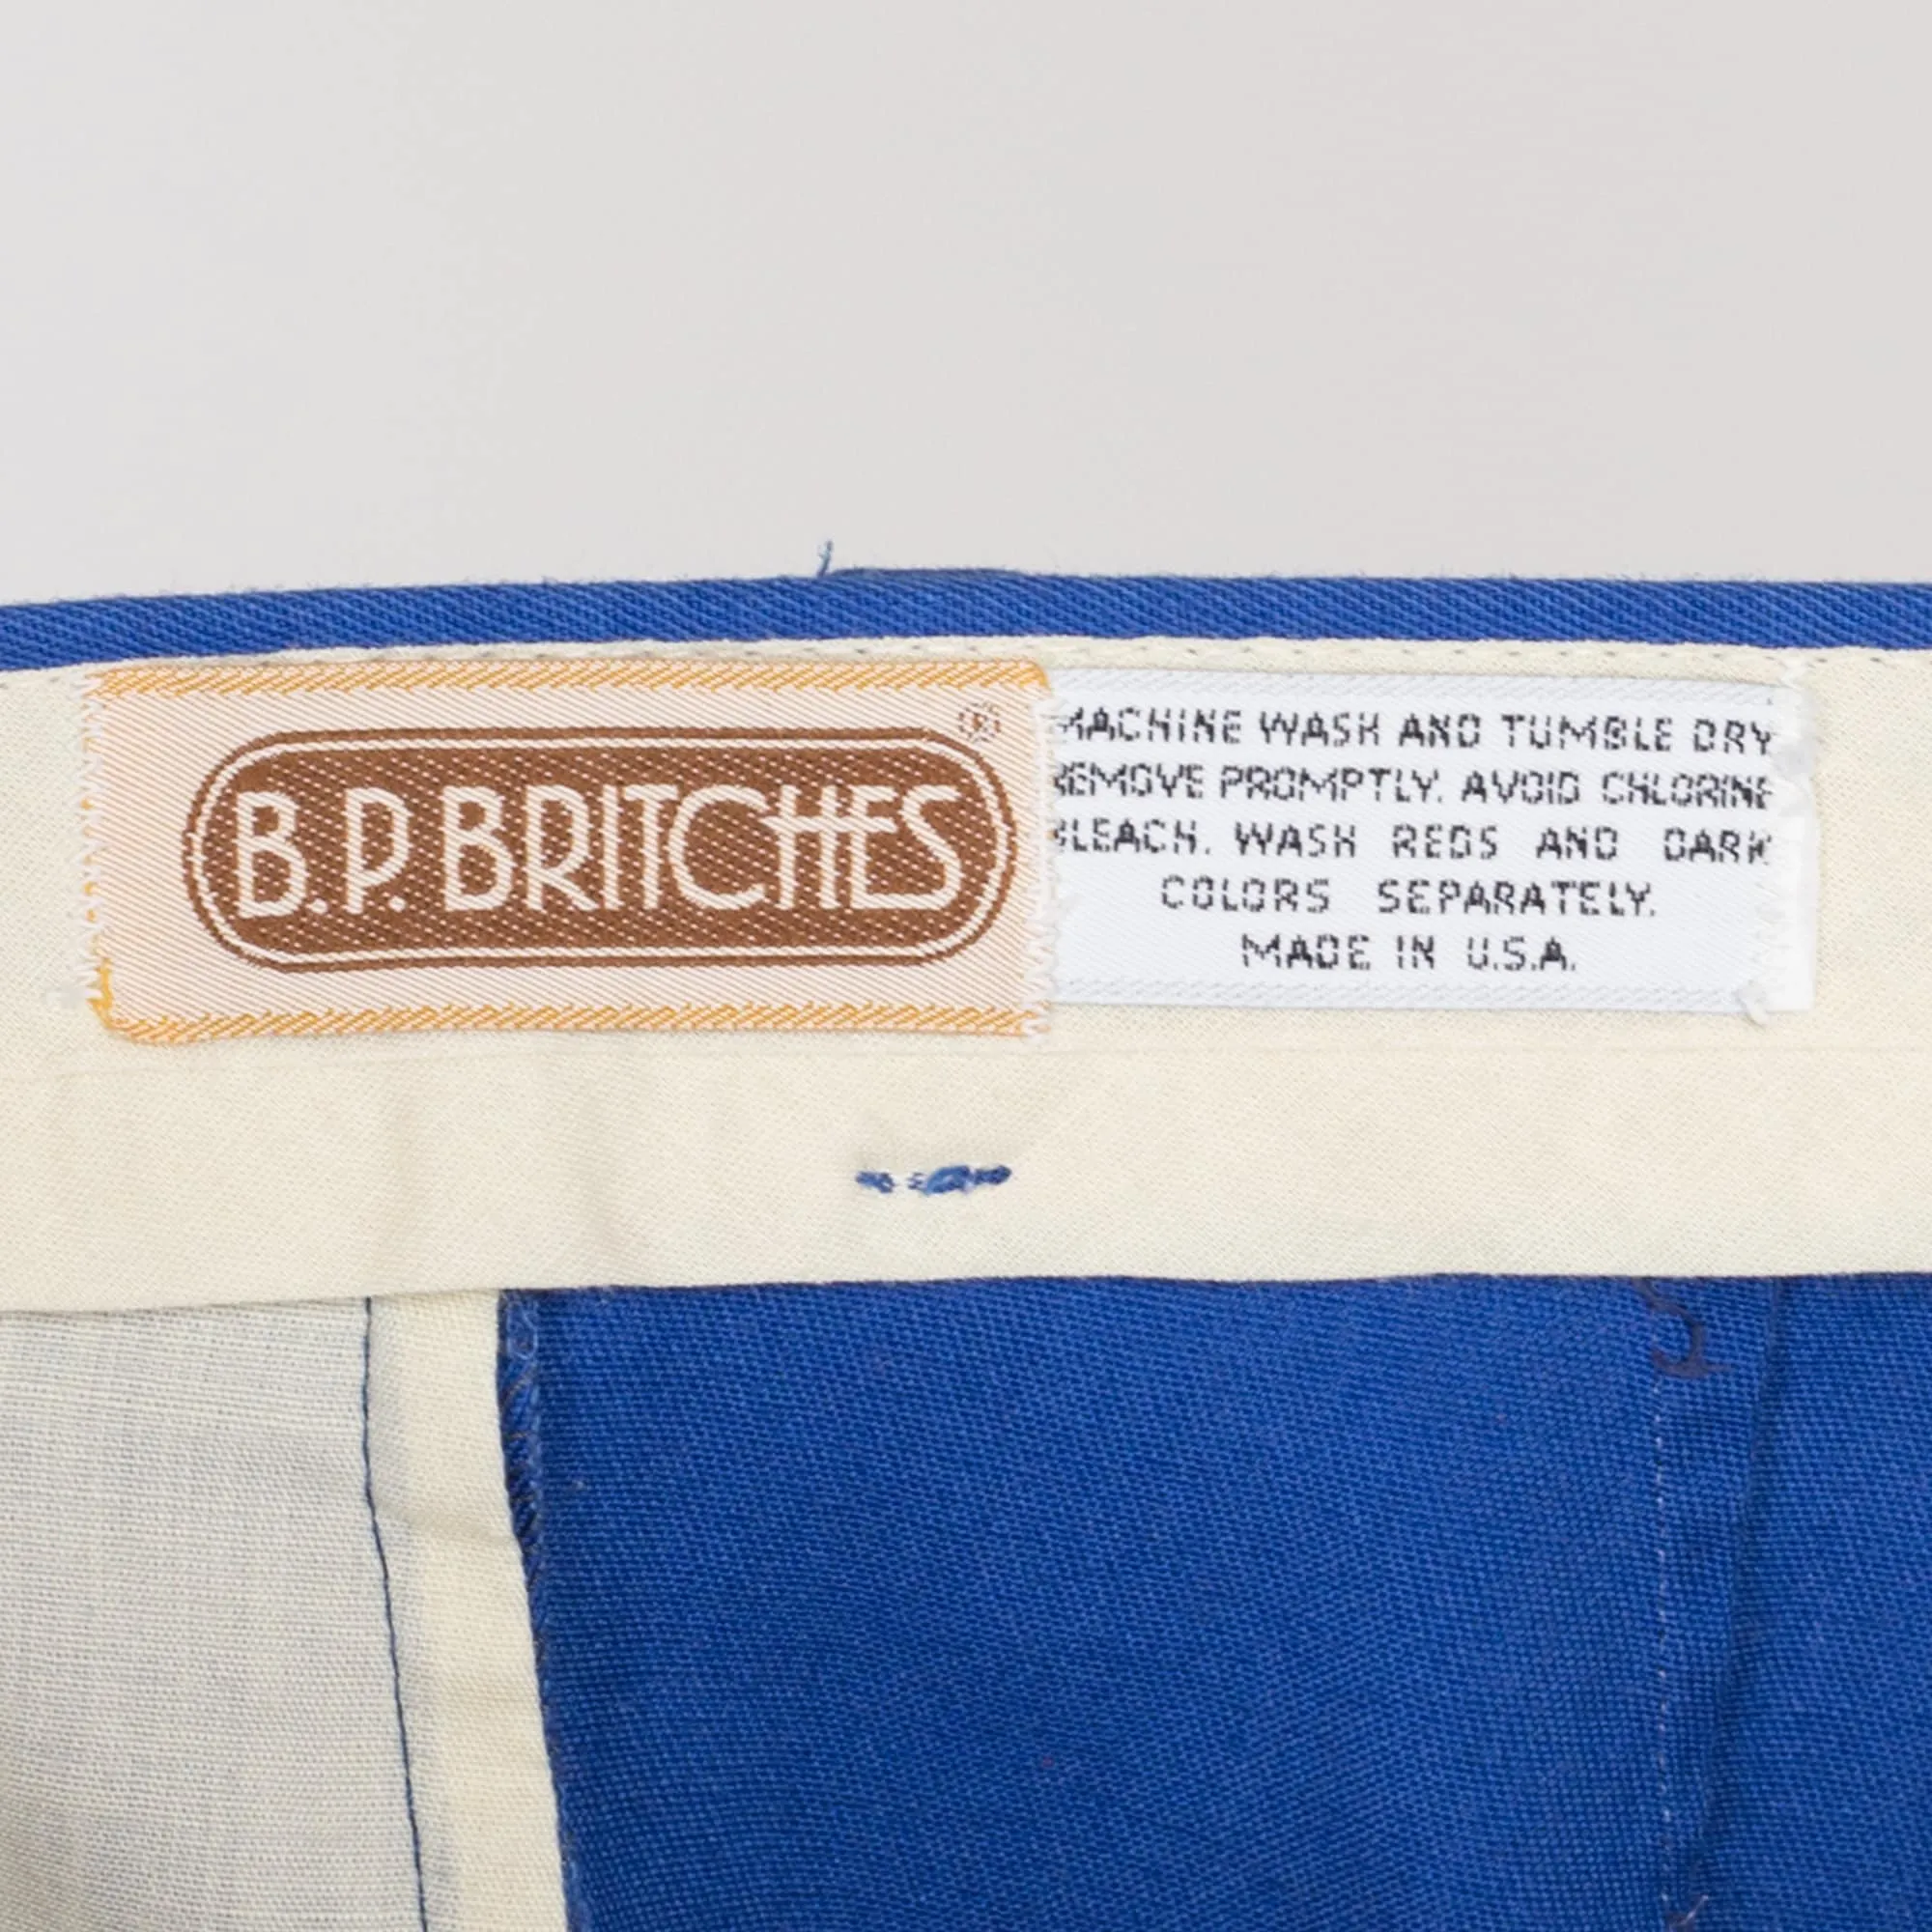 B.P. BRITCHES ®
MACHINE WASH AND TUMBLE DRY
REMOVE PROMPTLY. AVOID CHLORINE
BLEACH. WASH REDS AND DARK
COLORS SEPARATELY.
MADE IN U.S.A.